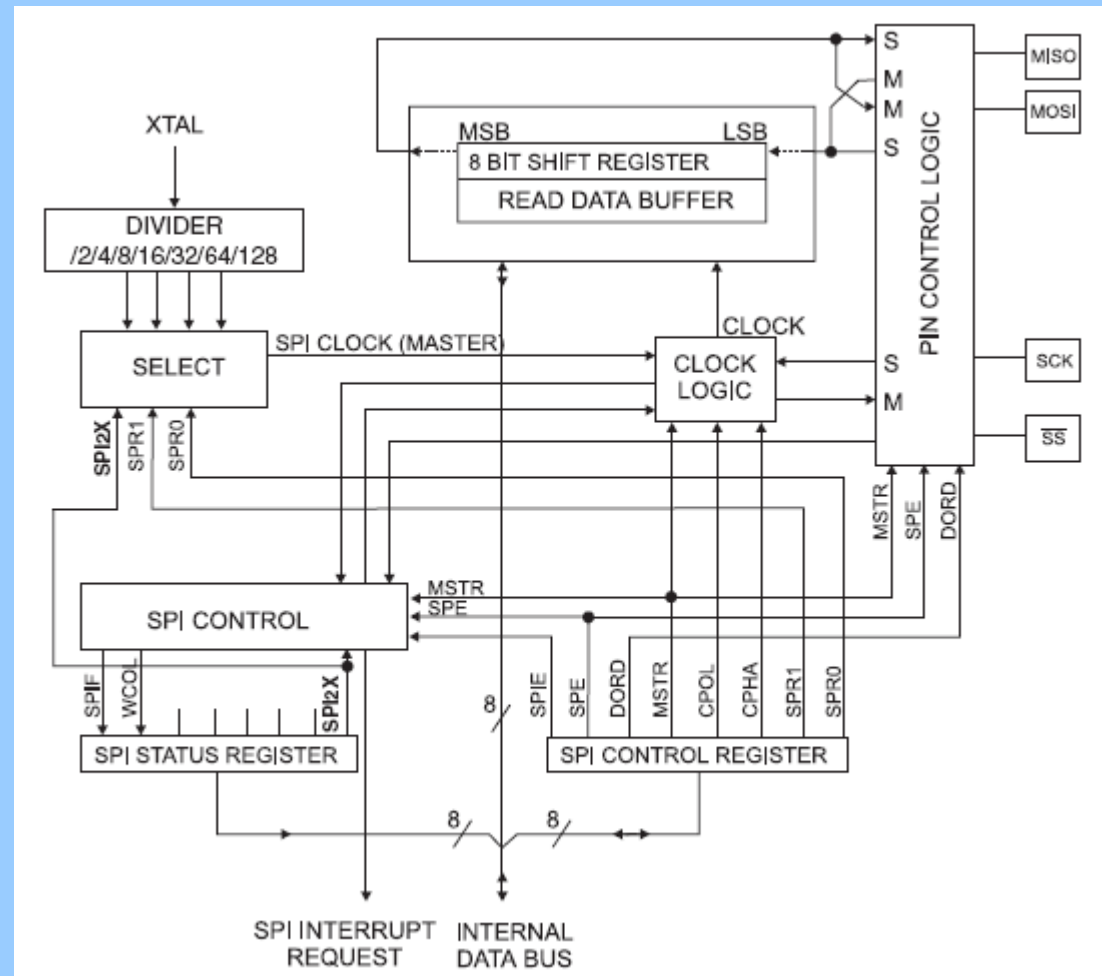 S
MISO
M
M
MOSI
XTAL
MSB
LSB
S
8 BIT SHIFT REGISTER
READ DATA BUFFER
DIVIDER
/2/4/8/16/32/64/128
PIN CONTROL LOGIC
SELECT
SPI CLOCK (MASTER)
CLOCK
CLOCK
LOGIC
S
M
SCK
SS
SPI2X
SPR1
SPR0
MSTR
SPE
DORD
SPI CONTROL
MSTR
SPE
SPIF
WCOL
SPI2X
8
SPIE
SPE
DORD
MSTR
CPOL
CPHA
SPR1
SPR0
SPI STATUS REGISTER
SPI CONTROL REGISTER
8
8
SPI INTERRUPT
REQUEST
INTERNAL
DATA BUS